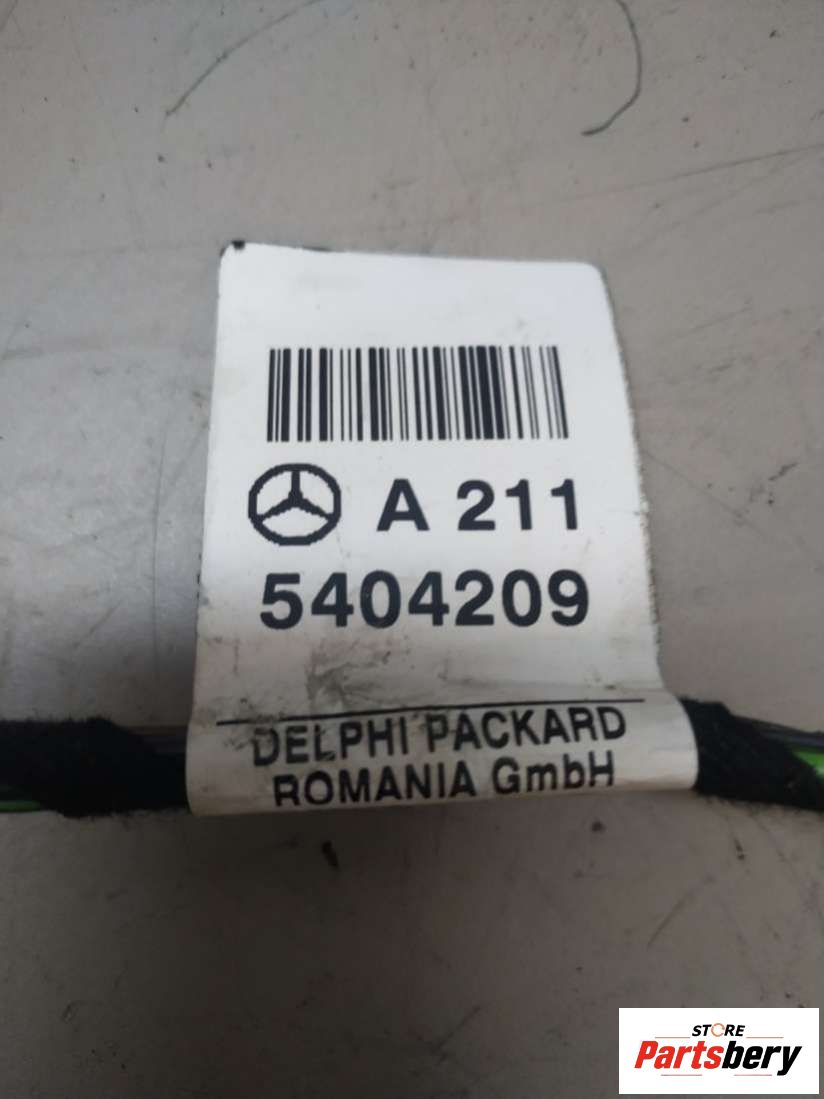 A 211
5404209
DELPHI PACKARD
ROMANIA GmbH
STORE
Partsbery